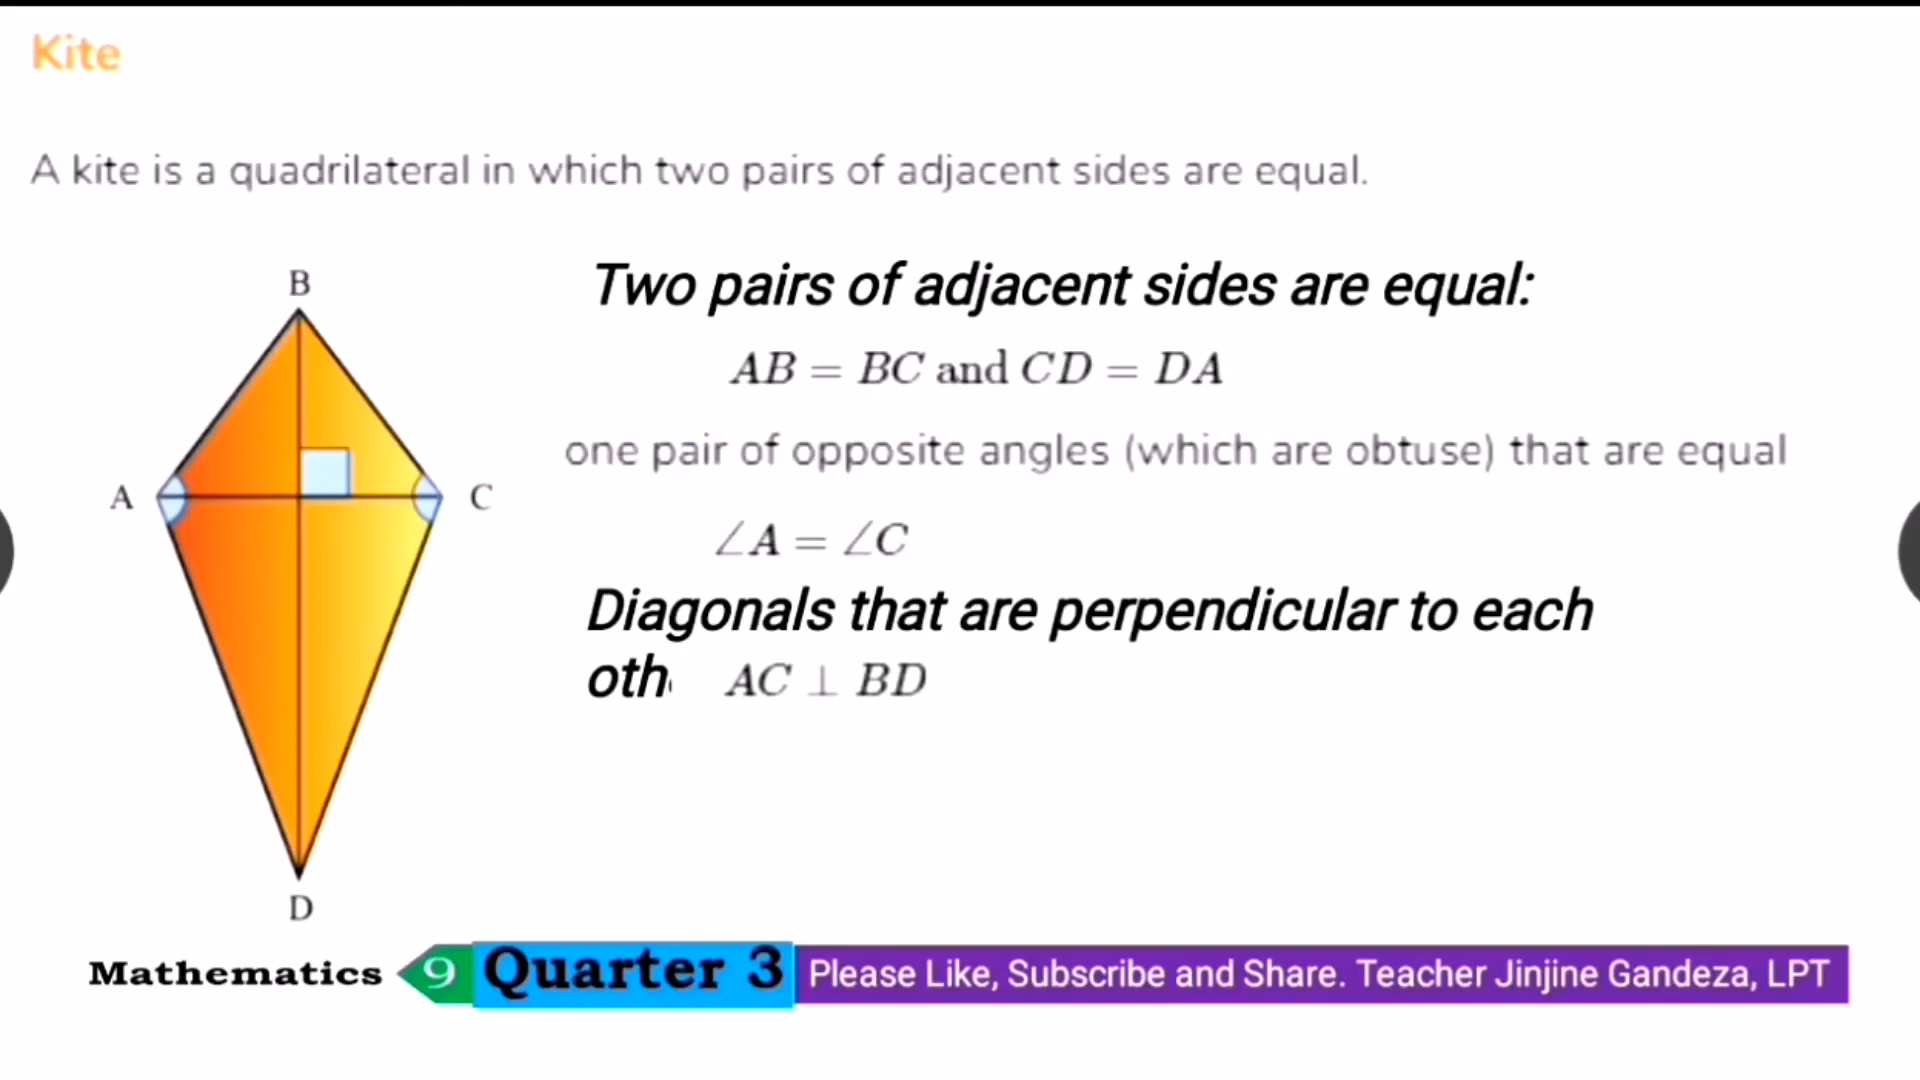 Kite
A kite is a quadrilateral in which two pairs of adjacent sides are equal.
B
Two pairs of adjacent sides are equal:
AB = BC and CD = DA
one pair of opposite angles (which are obtuse) that are equal
A
C
∠A = ∠C
Diagonals that are perpendicular to each
oth
AC ⊥ BD
D
Mathematics 9 Quarter 3 Please Like, Subscribe and Share. Teacher Jinjine Gandeza, LPT